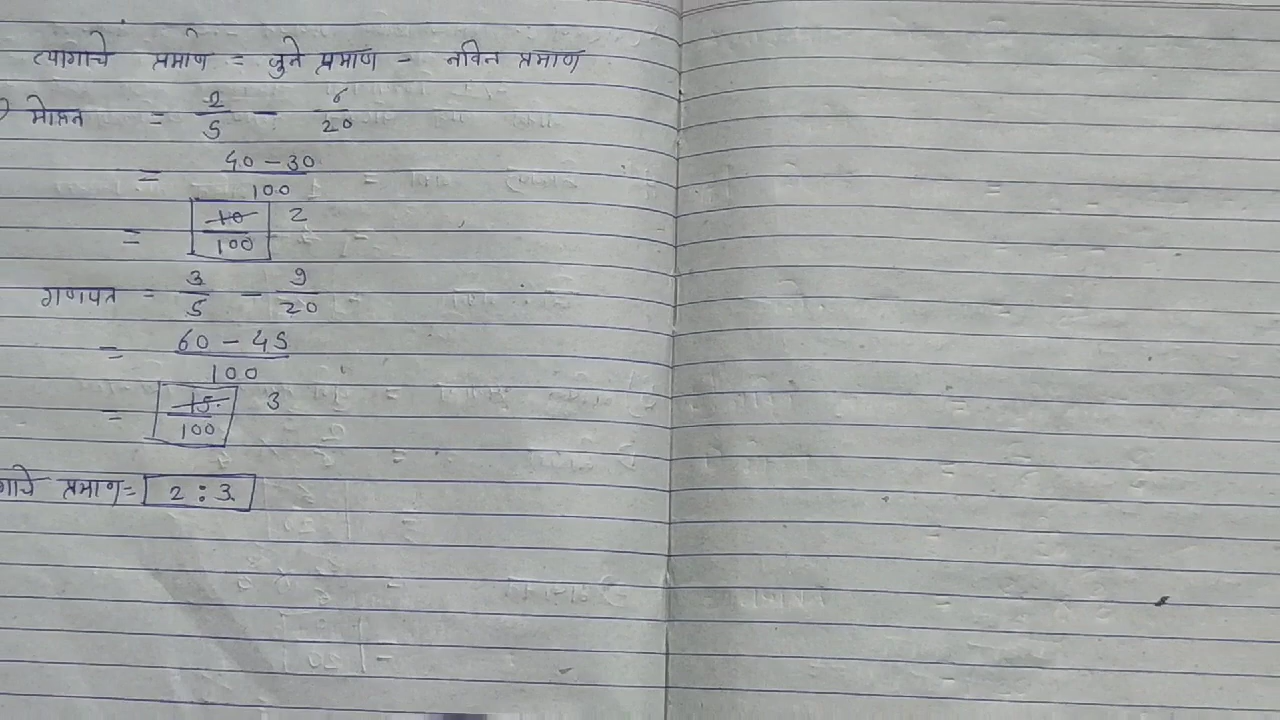 त्यागाचे प्रमाण = जुने प्रमाण - नविन प्रमाण
= 2/5 - 6/20
= 40 - 30 / 100
= 10/100 2
गणपत = 3/5 - 9/20
= 60 - 45 / 100
= 15/100 3
प्रमाण = 2 : 3